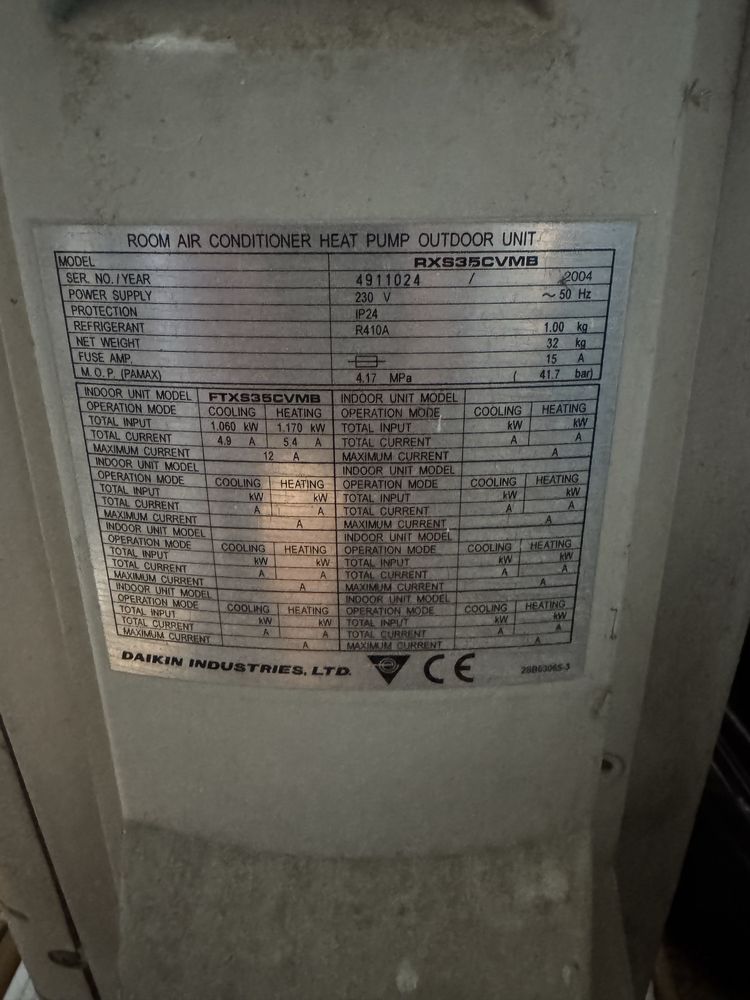 ROOM AIR CONDITIONER HEAT PUMP OUTDOOR UNIT
MODEL RXS35CVMB
SER. NO. / YEAR 4911024 / 2004
POWER SUPPLY 230 V ~ 50 Hz
PROTECTION IP24
REFRIGERANT R410A 1.00 kg
NET WEIGHT 32 kg
FUSE AMP. 15 A
M. O. P. (PAMAX) 4.17 MPa ( 41.7 bar)
INDOOR UNIT MODEL FTXS35CVMB INDOOR UNIT MODEL
OPERATION MODE COOLING HEATING OPERATION MODE COOLING HEATING
TOTAL INPUT 1.060 kW 1.170 kW TOTAL INPUT kW kW
TOTAL CURRENT 4.9 A 5.4 A TOTAL CURRENT A A
MAXIMUM CURRENT 12 A MAXIMUM CURRENT A
INDOOR UNIT MODEL INDOOR UNIT MODEL
OPERATION MODE COOLING HEATING OPERATION MODE COOLING HEATING
TOTAL INPUT kW kW TOTAL INPUT kW kW
TOTAL CURRENT A A TOTAL CURRENT A A
MAXIMUM CURRENT A MAXIMUM CURRENT A
INDOOR UNIT MODEL INDOOR UNIT MODEL
OPERATION MODE COOLING HEATING OPERATION MODE COOLING HEATING
TOTAL INPUT kW kW TOTAL INPUT kW kW
TOTAL CURRENT A A TOTAL CURRENT A A
MAXIMUM CURRENT A MAXIMUM CURRENT A
INDOOR UNIT MODEL INDOOR UNIT MODEL
OPERATION MODE COOLING HEATING OPERATION MODE COOLING HEATING
TOTAL INPUT kW kW TOTAL INPUT kW kW
TOTAL CURRENT A A TOTAL CURRENT A A
MAXIMUM CURRENT A MAXIMUM CURRENT A
DAIKIN INDUSTRIES, LTD. CE